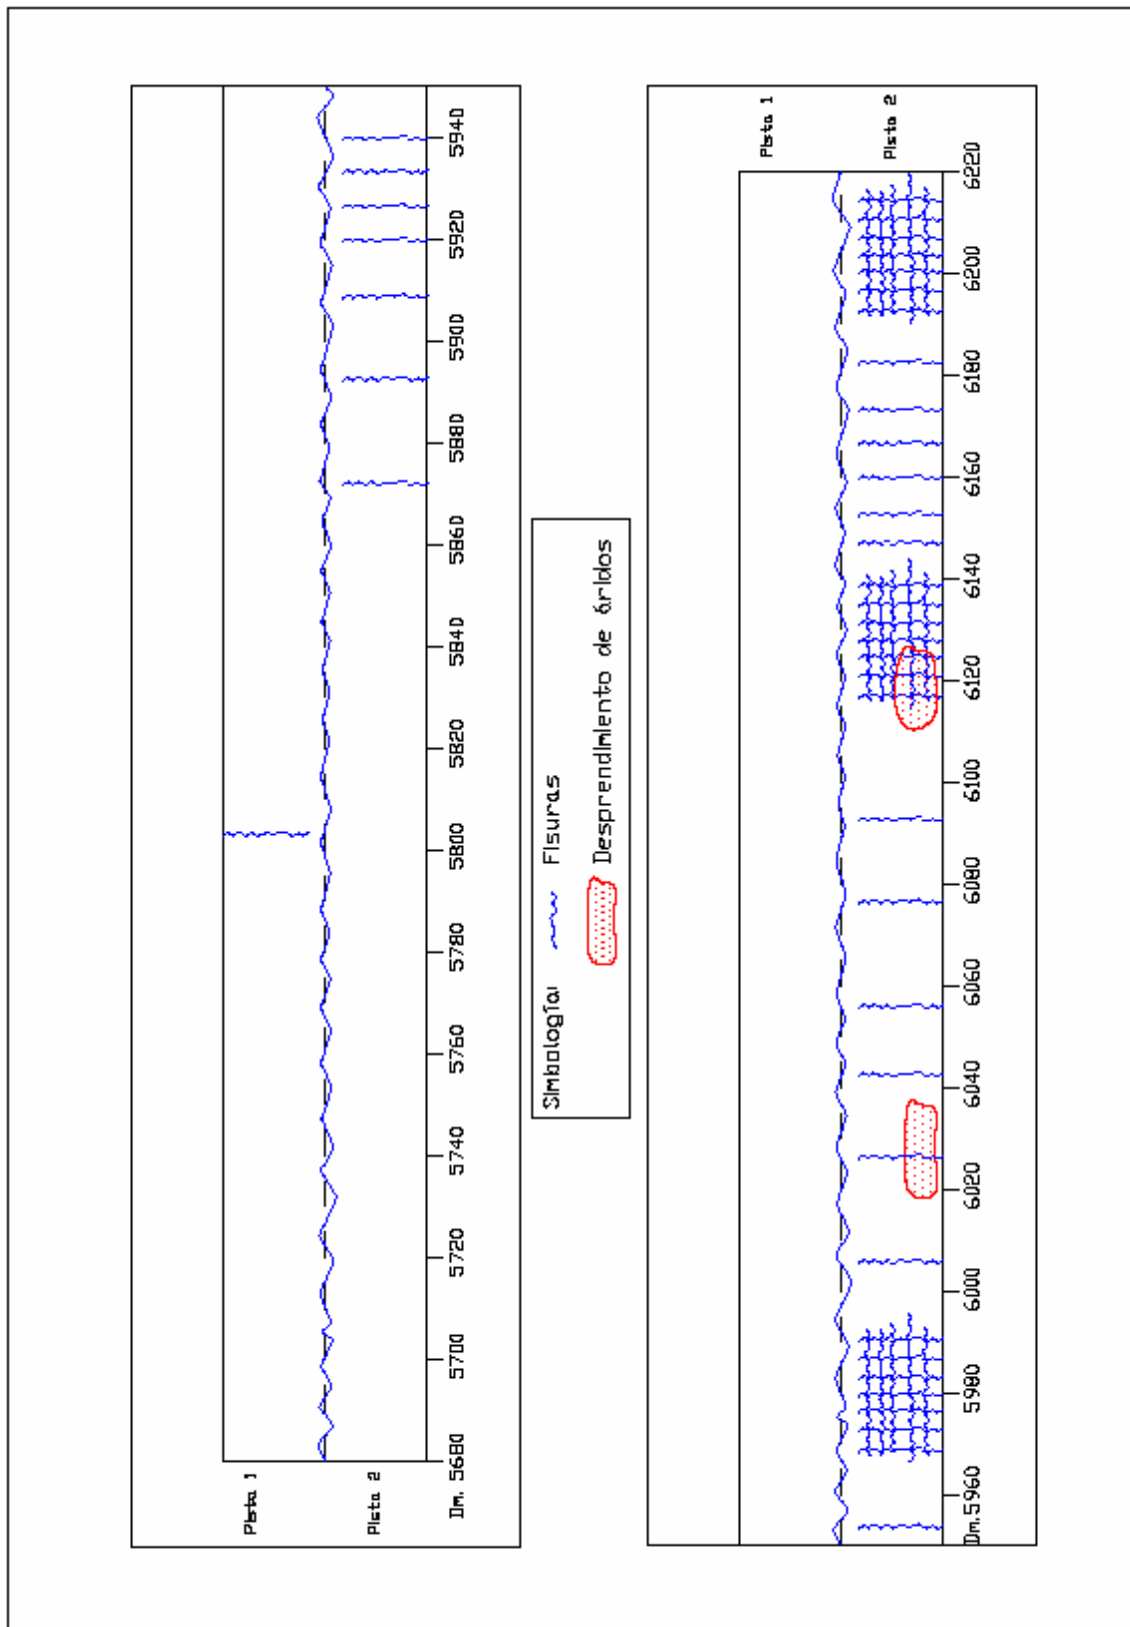 Pista 1
Pista 2
Dm. 5680 5700 5720 5740 5760 5780 5800 5820 5840 5860 5880 5900 5920 5940
Simbología:
Fisuras
Desprendimiento de áridos
Pista 1
Pista 2
Dm. 5960 5980 6000 6020 6040 6060 6080 6100 6120 6140 6160 6180 6200 6220